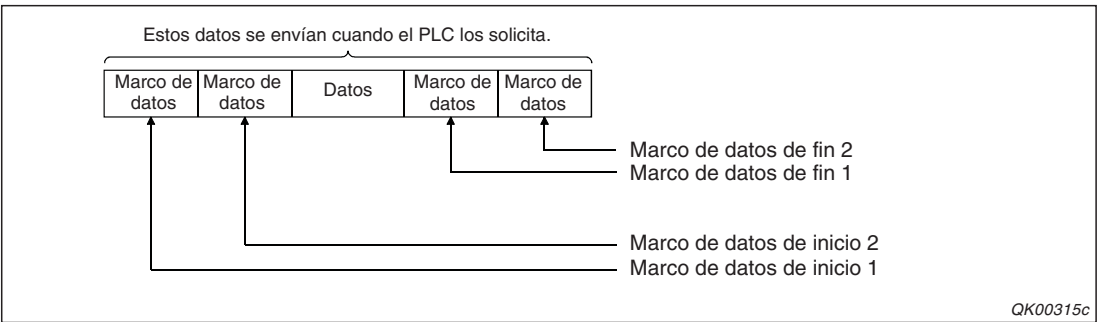 Estos datos se envían cuando el PLC los solicita.
Marco de datos
Marco de datos
Datos
Marco de datos
Marco de datos
Marco de datos de fin 2
Marco de datos de fin 1
Marco de datos de inicio 2
Marco de datos de inicio 1
QK00315c